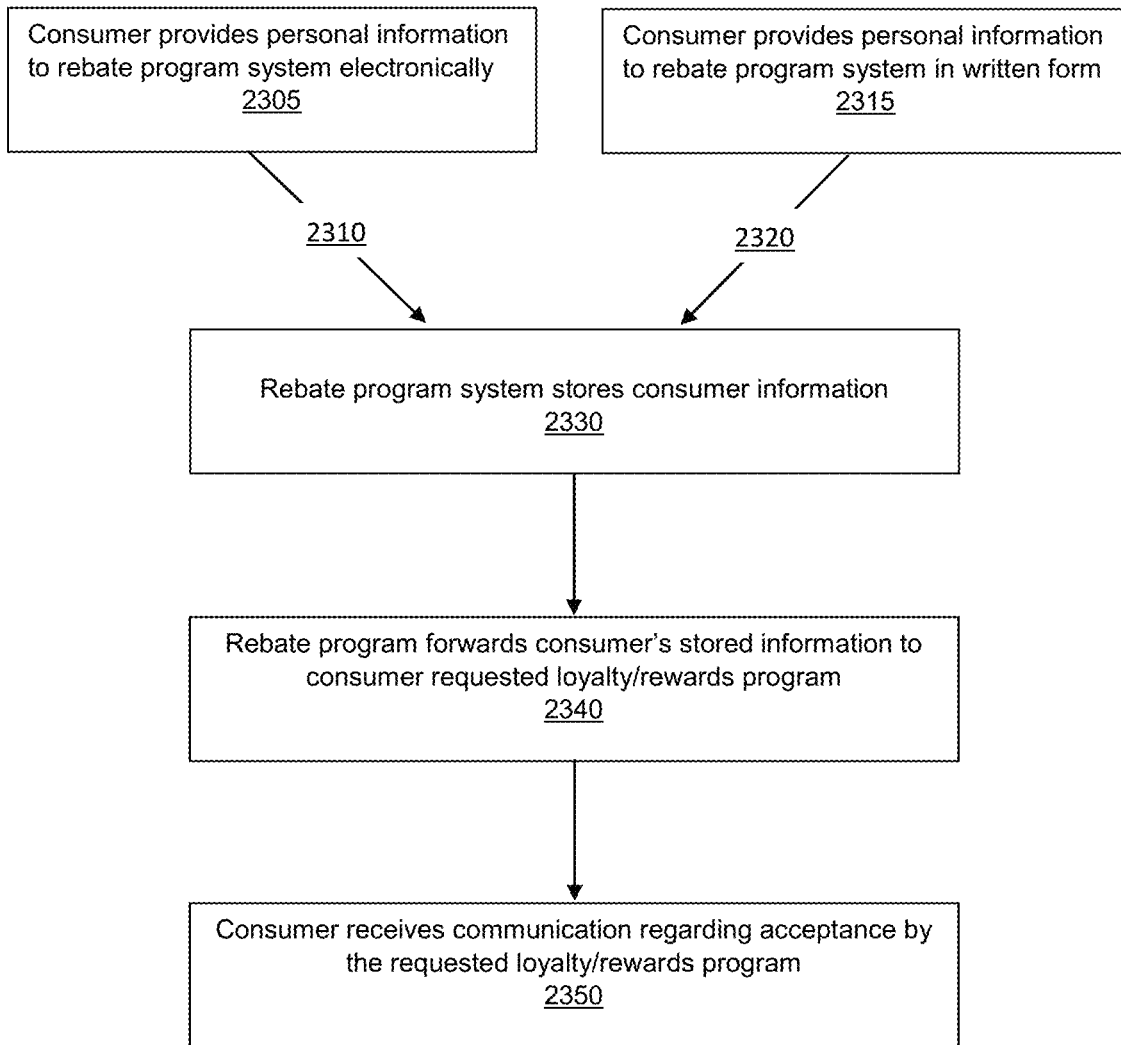 Consumer provides personal information
to rebate program system electronically
2305
Consumer provides personal information
to rebate program system in written form
2315
2310
2320
Rebate program system stores consumer information
2330
Rebate program forwards consumer’s stored information to
consumer requested loyalty/rewards program
2340
Consumer receives communication regarding acceptance by
the requested loyalty/rewards program
2350